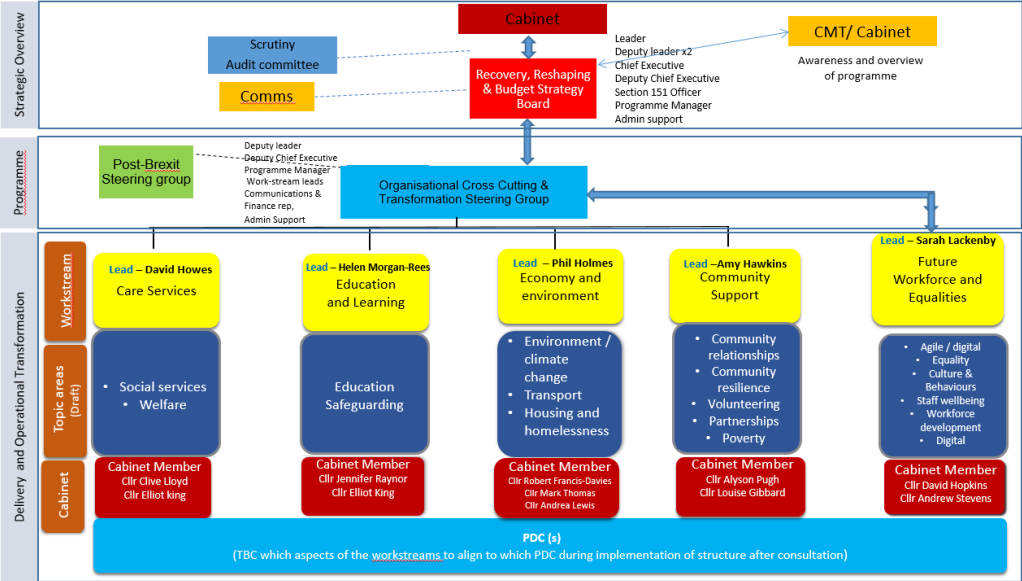 Strategic Overview
Cabinet
Scrutiny
Audit committee
Comms
Recovery, Reshaping
& Budget Strategy
Board
Leader
Deputy leader x2
Chief Executive
Deputy Chief Executive
Section 151 Officer
Programme Manager
Admin support
CMT/ Cabinet
Awareness and overview
of programme
Programme
Post-Brexit
Steering group
Deputy leader
Deputy Chief Executive
Programme Manager
Work-stream leads
Communications &
Finance rep,
Admin Support
Organisational Cross Cutting &
Transformation Steering Group
Delivery and Operational Transformation
Workstream
Lead – David Howes
Care Services
Lead – Helen Morgan-Rees
Education
and Learning
Lead – Phil Holmes
Economy and
environment
Lead –Amy Hawkins
Community
Support
Lead – Sarah Lackenby
Future
Workforce and
Equalities
Topic areas
(Draft)
• Social services
• Welfare
Education
Safeguarding
• Environment /
climate
change
• Transport
• Housing and
homelessness
• Community
relationships
• Community
resilience
• Volunteering
• Partnerships
• Poverty
• Agile / digital
• Equality
• Culture &
Behaviours
• Staff wellbeing
• Workforce
development
• Digital
Cabinet
Cabinet Member
Cllr Clive Lloyd
Cllr Elliot king
Cabinet Member
Cllr Jennifer Raynor
Cllr Elliot King
Cabinet Member
Cllr Robert Francis-Davies
Cllr Mark Thomas
Cllr Andrea Lewis
Cabinet Member
Cllr Alyson Pugh
Cllr Louise Gibbard
Cabinet Member
Cllr David Hopkins
Cllr Andrew Stevens
PDC (s)
(TBC which aspects of the workstreams to align to which PDC during implementation of structure after consultation)